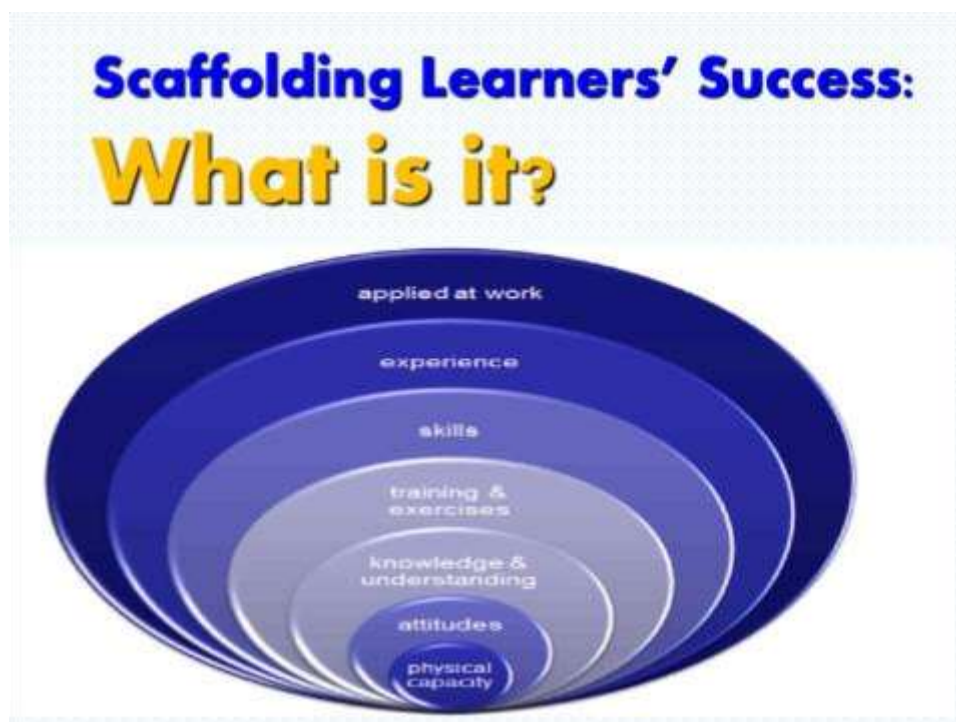 Scaffolding Learners' Success:
What is it?
applied at work
experience
skills
training &
exercises
knowledge &
understanding
attitudes
physical
capacity